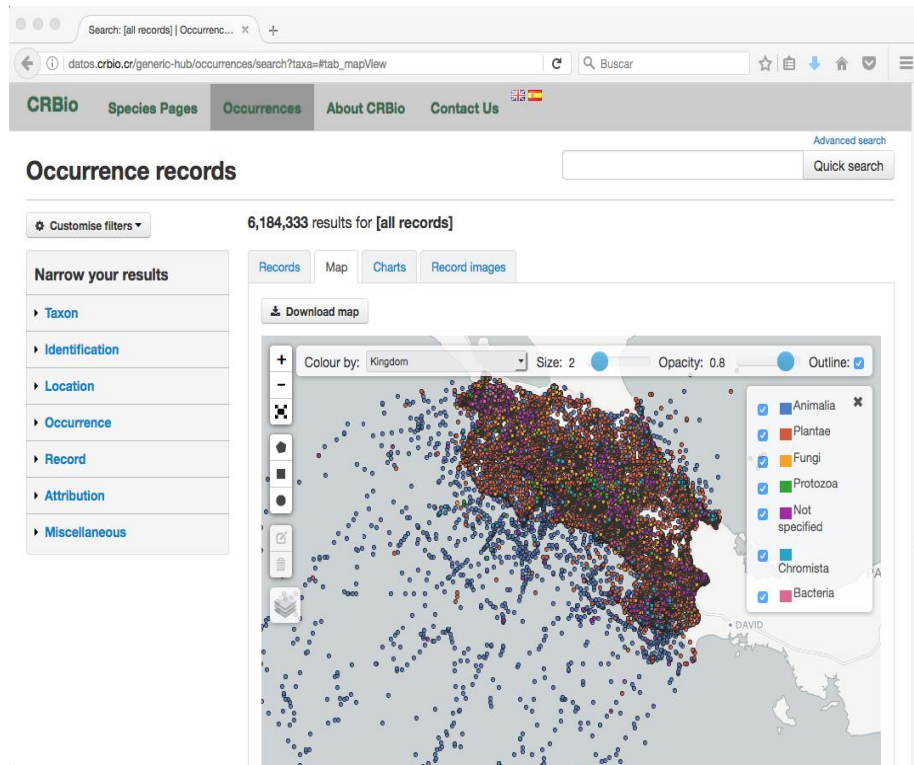 Search: [all records] | Occurrenc...
datos.crbio.cr/generic-hub/occurrences/search?taxa=#tab_mapView
Buscar
CRBio Species Pages Occurrences About CRBio Contact Us
Advanced search
Occurrence records
Quick search
Customise filters
6,184,333 results for [all records]
Narrow your results
Records Map Charts Record images
Taxon
Download map
Identification
Colour by: Kingdom Size: 2 Opacity: 0.8 Outline:
Location
Occurrence
Record
Attribution
Miscellaneous
Animalia
Plantae
Fungi
Protozoa
Not
specified
Chromista
Bacteria
PA
DAVID